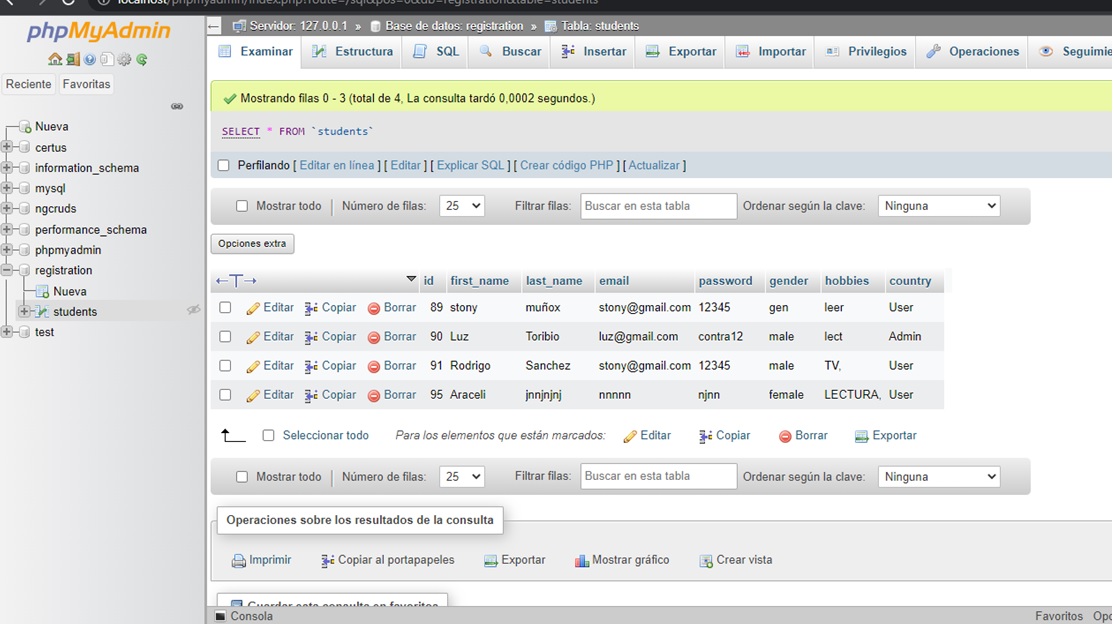 localhost/phpmyadmin/index.php?route=/sql&pos=0&db=registration&table=students
phpMyAdmin
Reciente Favoritas
Nueva
certus
information_schema
mysql
ngcruds
performance_schema
phpmyadmin
registration
Nueva
students
test
Servidor: 127.0.0.1 » Base de datos: registration » Tabla: students
Examinar Estructura SQL Buscar Insertar Exportar Importar Privilegios Operaciones Seguimie
Mostrando filas 0 - 3 (total de 4, La consulta tardó 0,0002 segundos.)
SELECT * FROM `students`
Perfilando [ Editar en línea ] [ Editar ] [ Explicar SQL ] [ Crear código PHP ] [ Actualizar ]
Mostrar todo Número de filas: 25 Filtrar filas: Buscar en esta tabla Ordenar según la clave: Ninguna
Opciones extra
←T→ id first_name last_name email password gender hobbies country
Editar Copiar Borrar 89 stony muñox stony@gmail.com 12345 gen leer User
Editar Copiar Borrar 90 Luz Toribio luz@gmail.com contra12 male lect Admin
Editar Copiar Borrar 91 Rodrigo Sanchez stony@gmail.com 12345 male TV, User
Editar Copiar Borrar 95 Araceli jnnjnjnj nnnnn njnn female LECTURA, User
Seleccionar todo Para los elementos que están marcados: Editar Copiar Borrar Exportar
Mostrar todo Número de filas: 25 Filtrar filas: Buscar en esta tabla Ordenar según la clave: Ninguna
Operaciones sobre los resultados de la consulta
Imprimir Copiar al portapapeles Exportar Mostrar gráfico Crear vista
Guardar esta consulta en favoritos
Consola Favoritos Opc